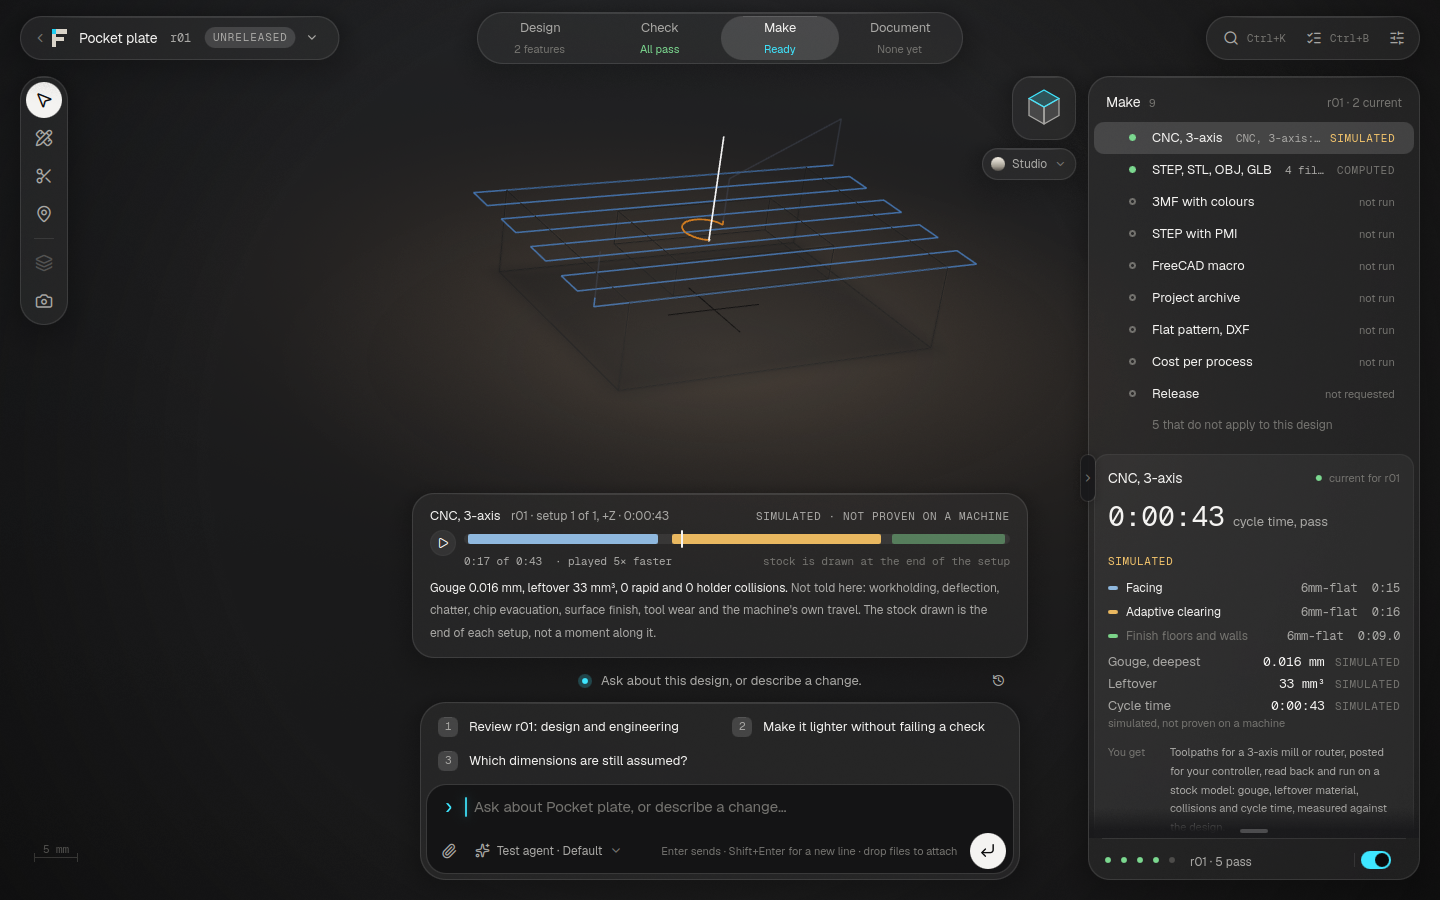 Pocket plate r01 UNRELEASED
Design
2 features
Check
All pass
Make
Ready
Document
None yet
Ctrl+K Ctrl+B
Studio
Make 9 r01 · 2 current
CNC, 3-axis CNC, 3-axis:… SIMULATED
STEP, STL, OBJ, GLB 4 fil… COMPUTED
3MF with colours not run
STEP with PMI not run
FreeCAD macro not run
Project archive not run
Flat pattern, DXF not run
Cost per process not run
Release not requested
5 that do not apply to this design
CNC, 3-axis current for r01
0:00:43 cycle time, pass
SIMULATED
Facing 6mm-flat 0:15
Adaptive clearing 6mm-flat 0:16
Finish floors and walls 6mm-flat 0:09.0
Gouge, deepest 0.016 mm SIMULATED
Leftover 33 mm³ SIMULATED
Cycle time 0:00:43 SIMULATED
simulated, not proven on a machine
You get Toolpaths for a 3-axis mill or router, posted
for your controller, read back and run on a
stock model: gouge, leftover material,
collisions and cycle time, measured against
the design
r01 · 5 pass
CNC, 3-axis r01 · setup 1 of 1, +Z · 0:00:43 SIMULATED · NOT PROVEN ON A MACHINE
0:17 of 0:43 · played 5× faster stock is drawn at the end of the setup
Gouge 0.016 mm, leftover 33 mm³, 0 rapid and 0 holder collisions. Not told here: workholding, deflection,
chatter, chip evacuation, surface finish, tool wear and the machine's own travel. The stock drawn is the
end of each setup, not a moment along it.
Ask about this design, or describe a change.
1 Review r01: design and engineering
2 Make it lighter without failing a check
3 Which dimensions are still assumed?
Ask about Pocket plate, or describe a change…
Test agent · Default Enter sends · Shift+Enter for a new line · drop files to attach
5 mm